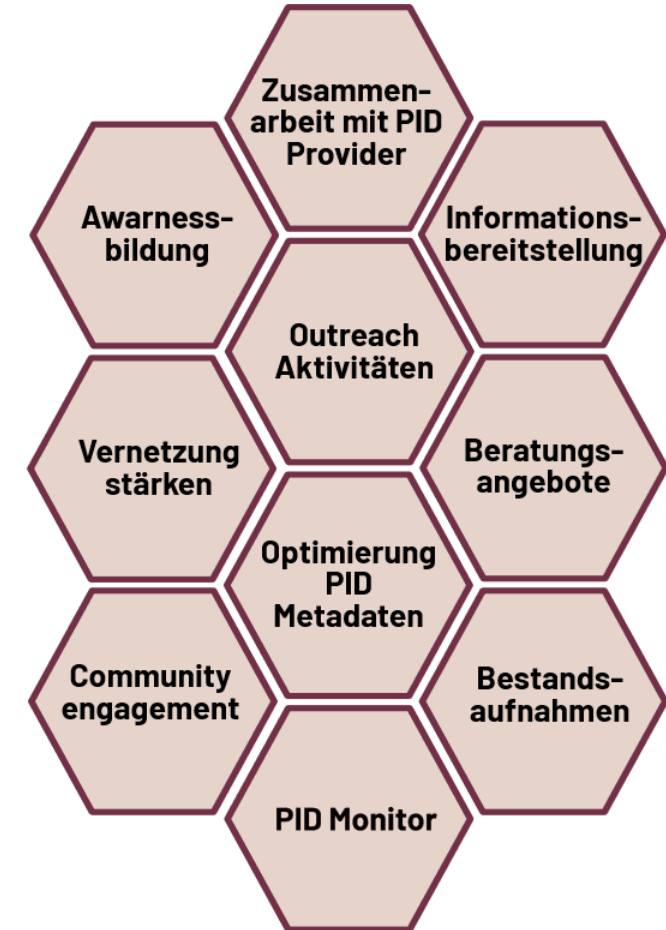 Zusammen-
arbeit mit PID
Provider
Awarness-
bildung
Informations-
bereitstellung
Outreach
Aktivitäten
Vernetzung
stärken
Beratungs-
angebote
Optimierung
PID
Metadaten
Community
engagement
Bestands-
aufnahmen
PID Monitor